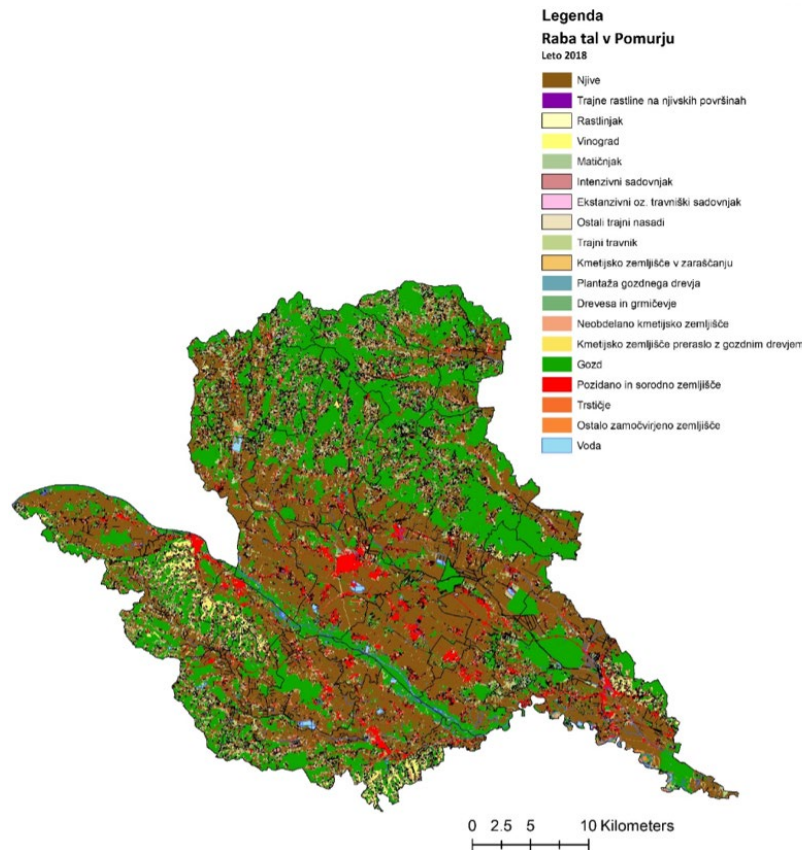 Legenda
Raba tal v Pomurju
Leto 2018
Njive
Trajne rastline na njivskih površinah
Rastlinjak
Vinograd
Matičnjak
Intenzivni sadovnjak
Ekstanzivni oz. travniški sadovnjak
Ostali trajni nasadi
Trajni travnik
Kmetijsko zemljišče v zaraščanju
Plantaža gozdnega drevja
Drevesa in grmičevje
Neobdelano kmetijsko zemljišče
Kmetijsko zemljišče preraslo z gozdnim drevjem
Gozd
Pozidano in sorodno zemljišče
Trstičje
Ostalo zamočvirjeno zemljišče
Voda
0 2.5 5 10 Kilometers